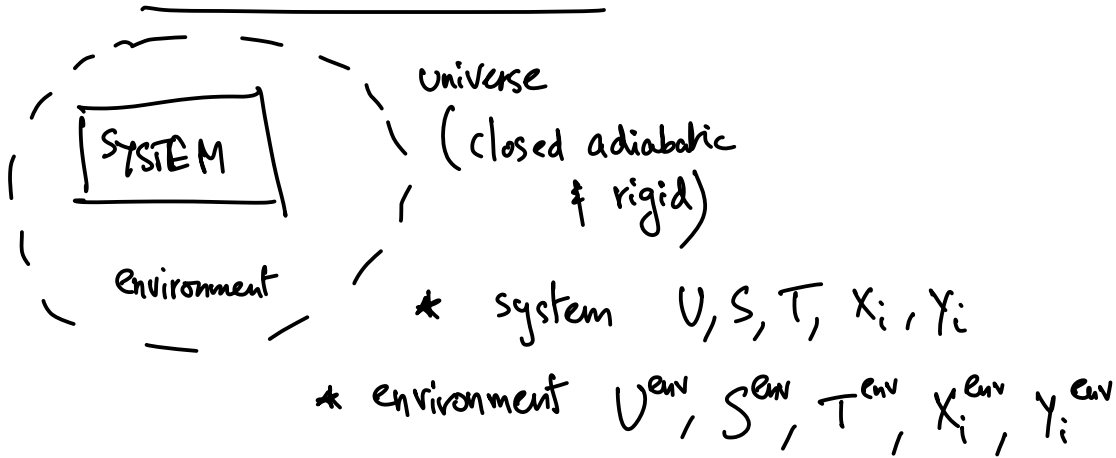 universe
(closed adiabatic
SYSTEM
& rigid)
environment
* system U, S, T, X_i, Y_i
* environment U^env, S^env, T^env, X_i^env, Y_i^env